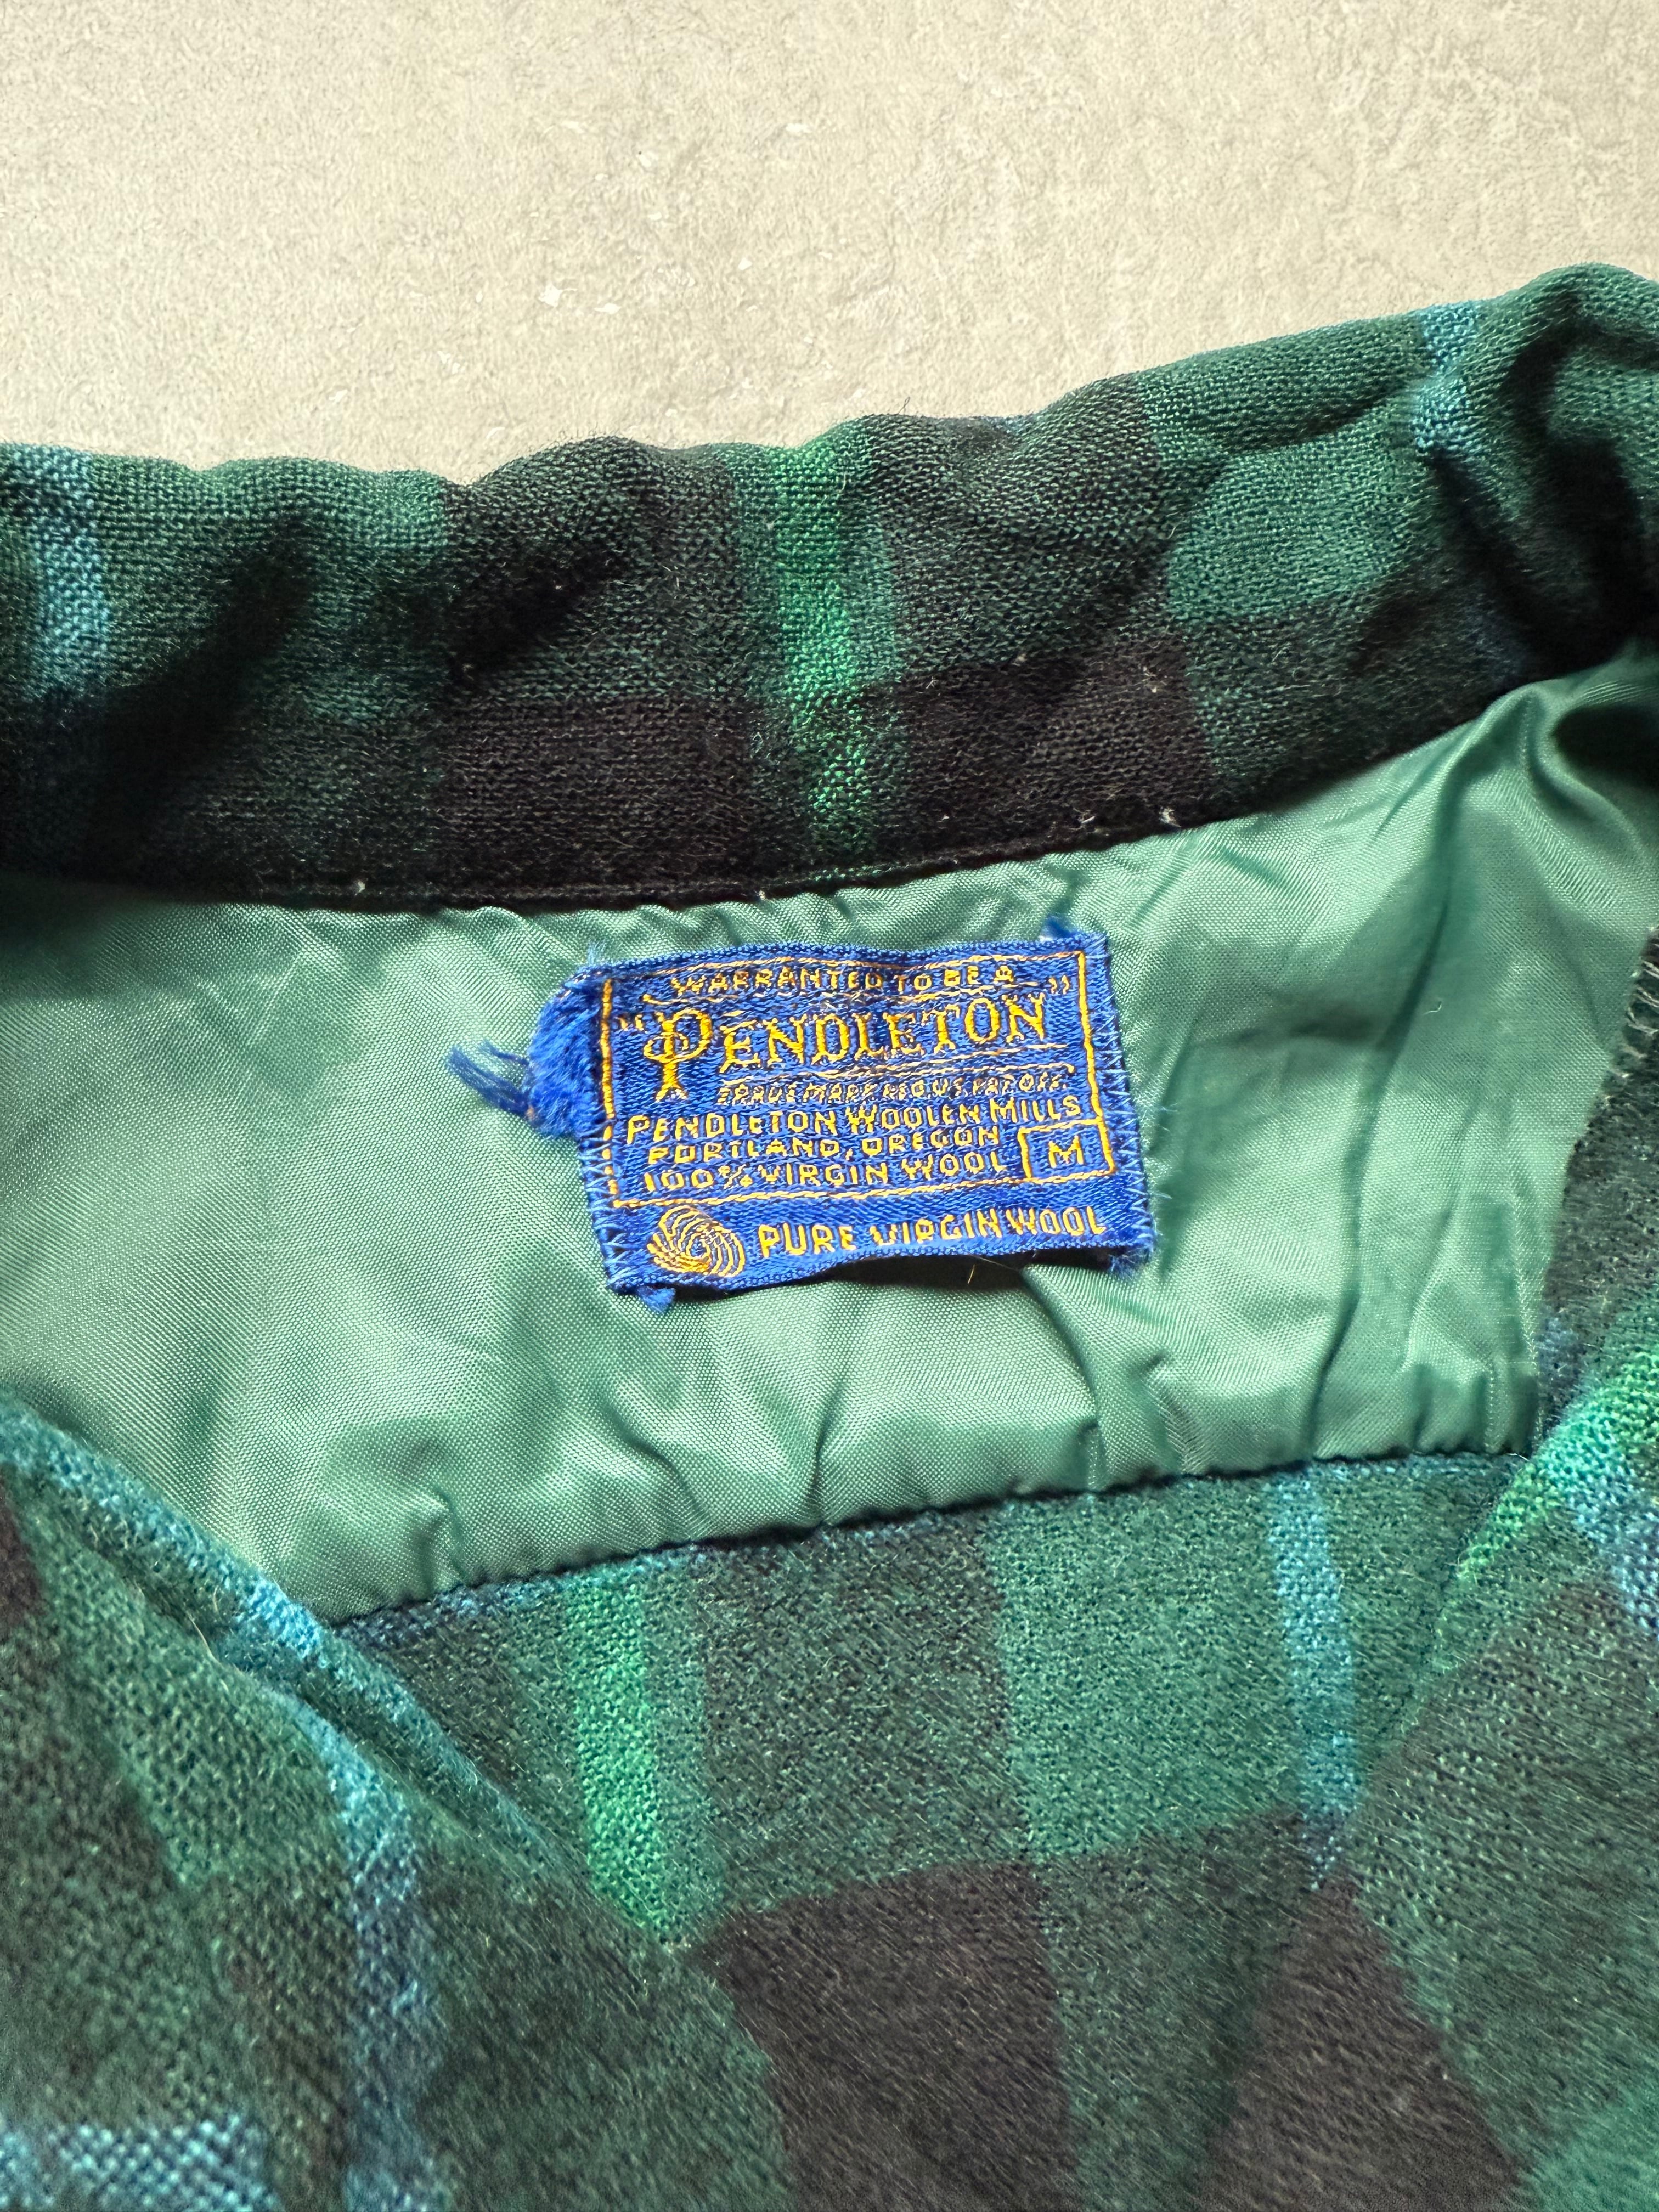 WARRANTED TO BE A
"PENDLETON"
TRADE MARK REG. U.S. PAT. OFF.
PENDLETON WOOLEN MILLS
PORTLAND, OREGON
100% VIRGIN WOOL M
PURE VIRGIN WOOL